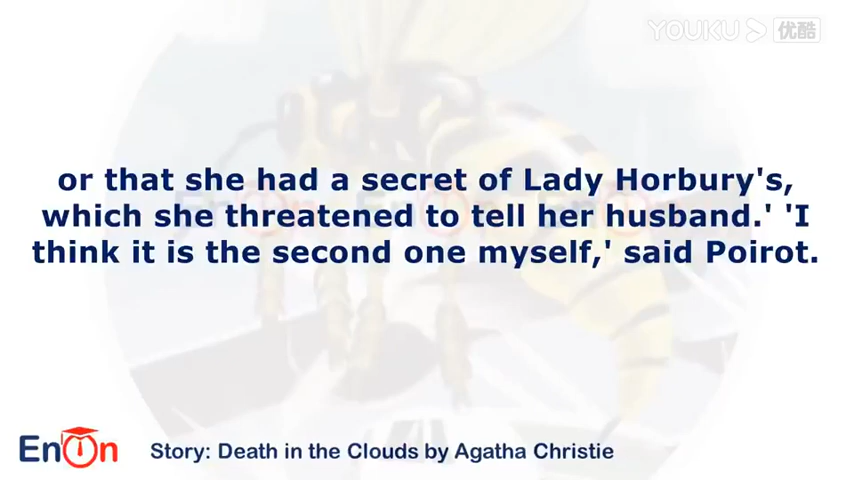 YOUKU 优酷
or that she had a secret of Lady Horbury's,
which she threatened to tell her husband.' 'I
think it is the second one myself,' said Poirot.
EnOn
Story: Death in the Clouds by Agatha Christie